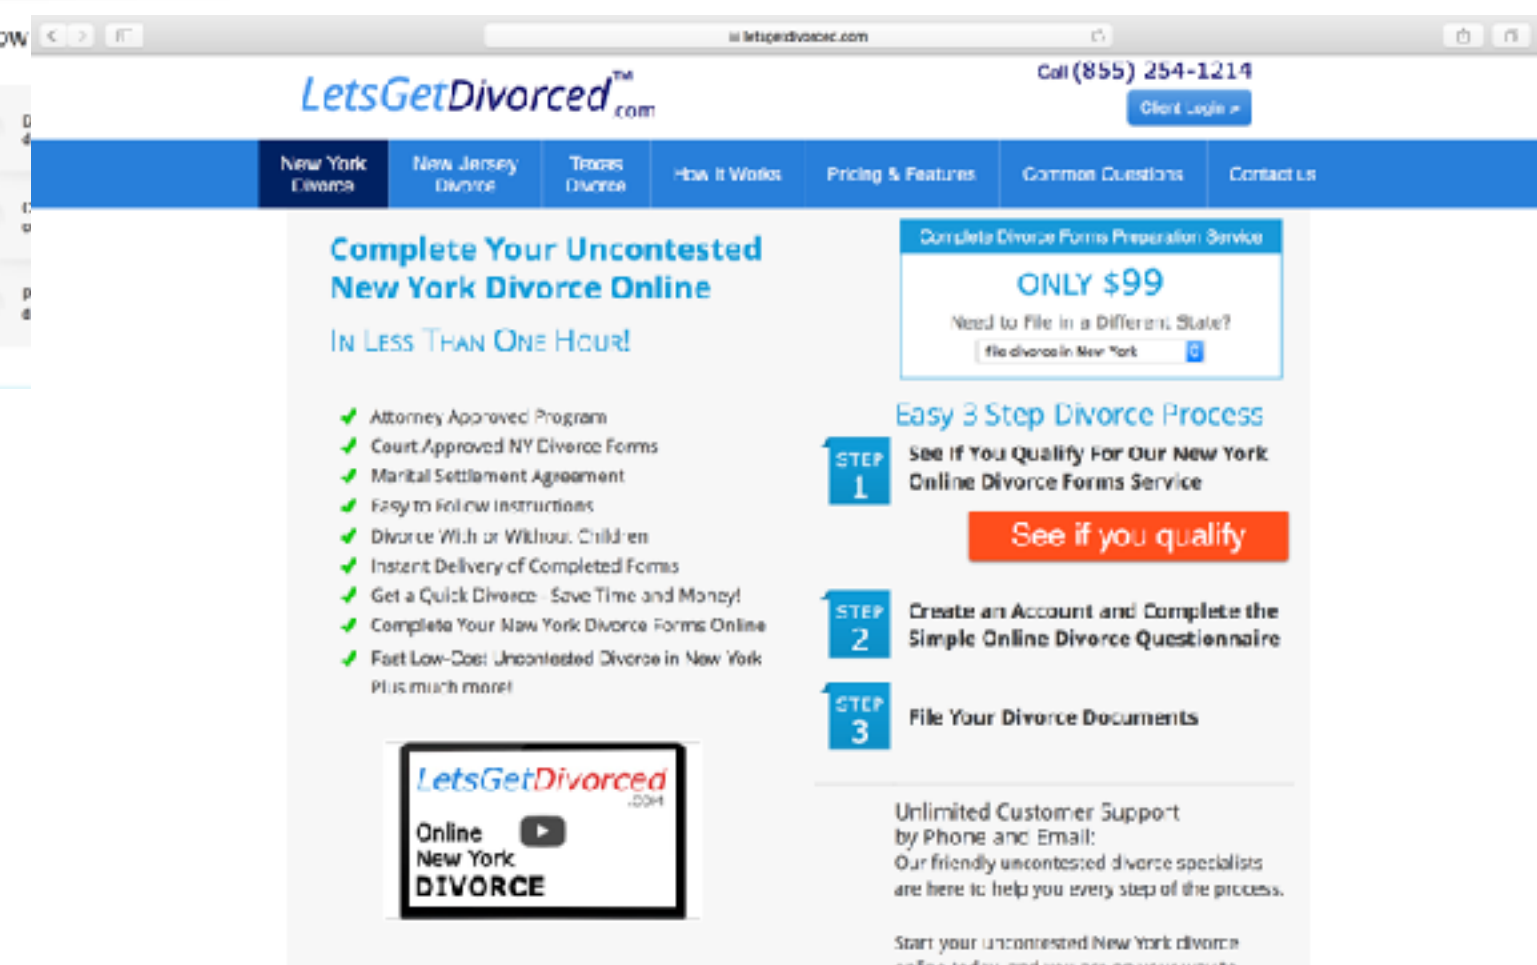 ow
letsgetdivorced.com
LetsGetDivorced™.com
Call (855) 254-1214
Client Login »
New York
Divorce
New Jersey
Divorce
Texas
Divorce
How It Works
Pricing & Features
Common Questions
Contact us
Complete Your Uncontested
New York Divorce Online
In Less Than One Hour!
Attorney Approved Program
Court Approved NY Divorce Forms
Marital Settlement Agreement
Easy to Follow Instructions
Divorce With or Without Children
Instant Delivery of Completed Forms
Get a Quick Divorce - Save Time and Money!
Complete Your New York Divorce Forms Online
Fast Low-Cost Uncontested Divorce in New York
Plus much more!
LetsGetDivorced
.COM
Online
New York
DIVORCE
Complete Divorce Forms Preparation Service
ONLY $99
Need to File in a Different State?
file divorce in New York
Easy 3 Step Divorce Process
STEP
1
See If You Qualify For Our New York
Online Divorce Forms Service
See if you qualify
STEP
2
Create an Account and Complete the
Simple Online Divorce Questionnaire
STEP
3
File Your Divorce Documents
Unlimited Customer Support
by Phone and Email:
Our friendly uncontested divorce specialists
are here to help you every step of the process.
Start your uncontested New York divorce